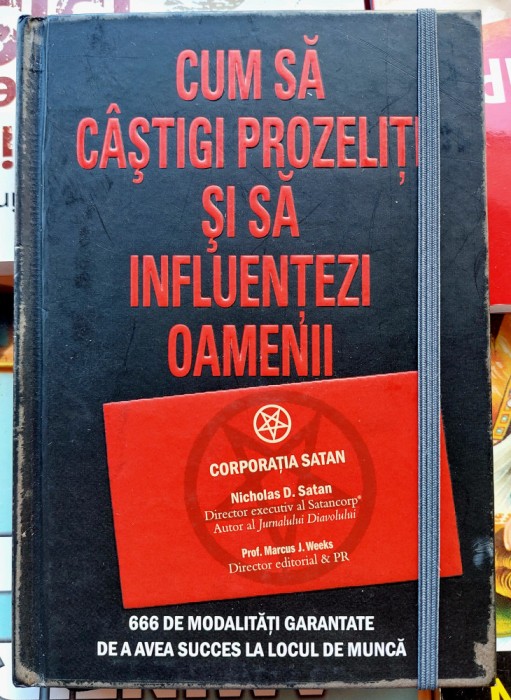 CUM SĂ
CÂȘTIGI PROZELIȚI
ȘI SĂ
INFLUENȚEZI
OAMENII
CORPORAȚIA SATAN
Nicholas D. Satan
Director executiv al Satancorp®
Autor al Jurnalului Diavolului
Prof. Marcus J. Weeks
Director editorial & PR
666 DE MODALITĂȚI GARANTATE
DE A AVEA SUCCES LA LOCUL DE MUNCĂ